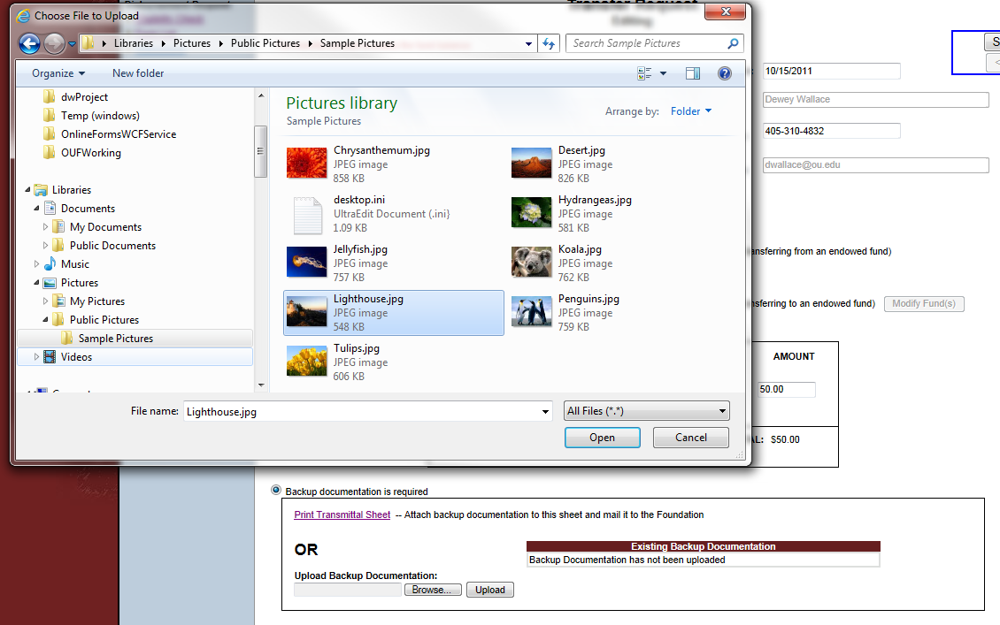 Choose File to Upload
Libraries
Pictures
Public Pictures
Sample Pictures
Search Sample Pictures
Organize
New folder
dwProject
Temp (windows)
OnlineFormsWCFService
OUFWorking
Libraries
Documents
My Documents
Public Documents
Music
Pictures
My Pictures
Public Pictures
Sample Pictures
Videos
Pictures library
Sample Pictures
Arrange by: Folder
Chrysanthemum.jpg
JPEG image
858 KB
Desert.jpg
JPEG image
826 KB
desktop.ini
UltraEdit Document (.ini)
1.09 KB
Hydrangeas.jpg
JPEG image
581 KB
Jellyfish.jpg
JPEG image
757 KB
Koala.jpg
JPEG image
762 KB
Lighthouse.jpg
JPEG image
548 KB
Penguins.jpg
JPEG image
759 KB
Tulips.jpg
JPEG image
606 KB
File name: Lighthouse.jpg
All Files (*.*)
Open
Cancel
Transfer Request
Editing
S
<
10/15/2011
Dewey Wallace
405-310-4832
dwallace@ou.edu
ansferring from an endowed fund)
nsferring to an endowed fund)
Modify Fund(s)
AMOUNT
50.00
AL: $50.00
Backup documentation is required
Print Transmittal Sheet -- Attach backup documentation to this sheet and mail it to the Foundation
OR
Existing Backup Documentation
Backup Documentation has not been uploaded
Upload Backup Documentation:
Browse...
Upload